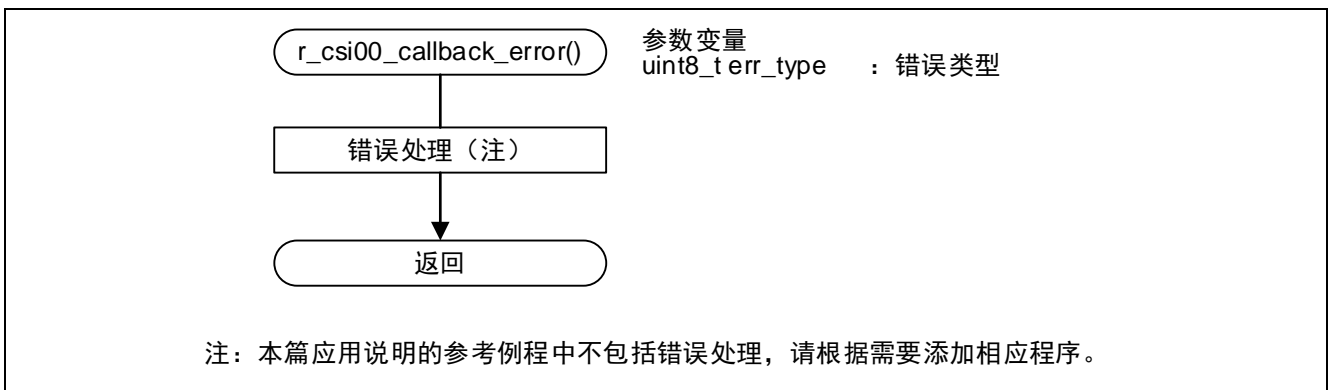 r_csi00_callback_error()
参数变量
uint8_t err_type ：错误类型
错误处理（注）
返回
注：本篇应用说明的参考例程中不包括错误处理，请根据需要添加相应程序。